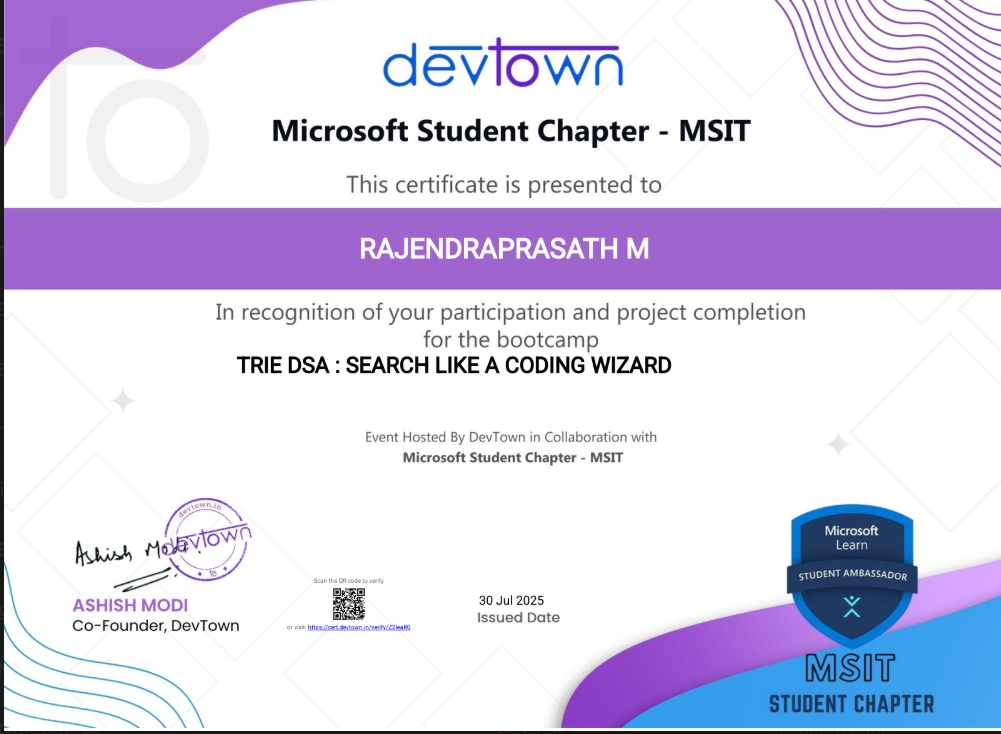 devtown
Microsoft Student Chapter - MSIT
This certificate is presented to
RAJENDRAPRASATH M
In recognition of your participation and project completion
for the bootcamp
TRIE DSA : SEARCH LIKE A CODING WIZARD
Event Hosted By DevTown in Collaboration with
Microsoft Student Chapter - MSIT
devtown.in
devtown
to
Ashish Modi
ASHISH MODI
Co-Founder, DevTown
Scan the QR code to verify
or visit: https://cert.devtown.in/verify/
30 Jul 2025
Issued Date
Microsoft
Learn
STUDENT AMBASSADOR
MSIT
STUDENT CHAPTER